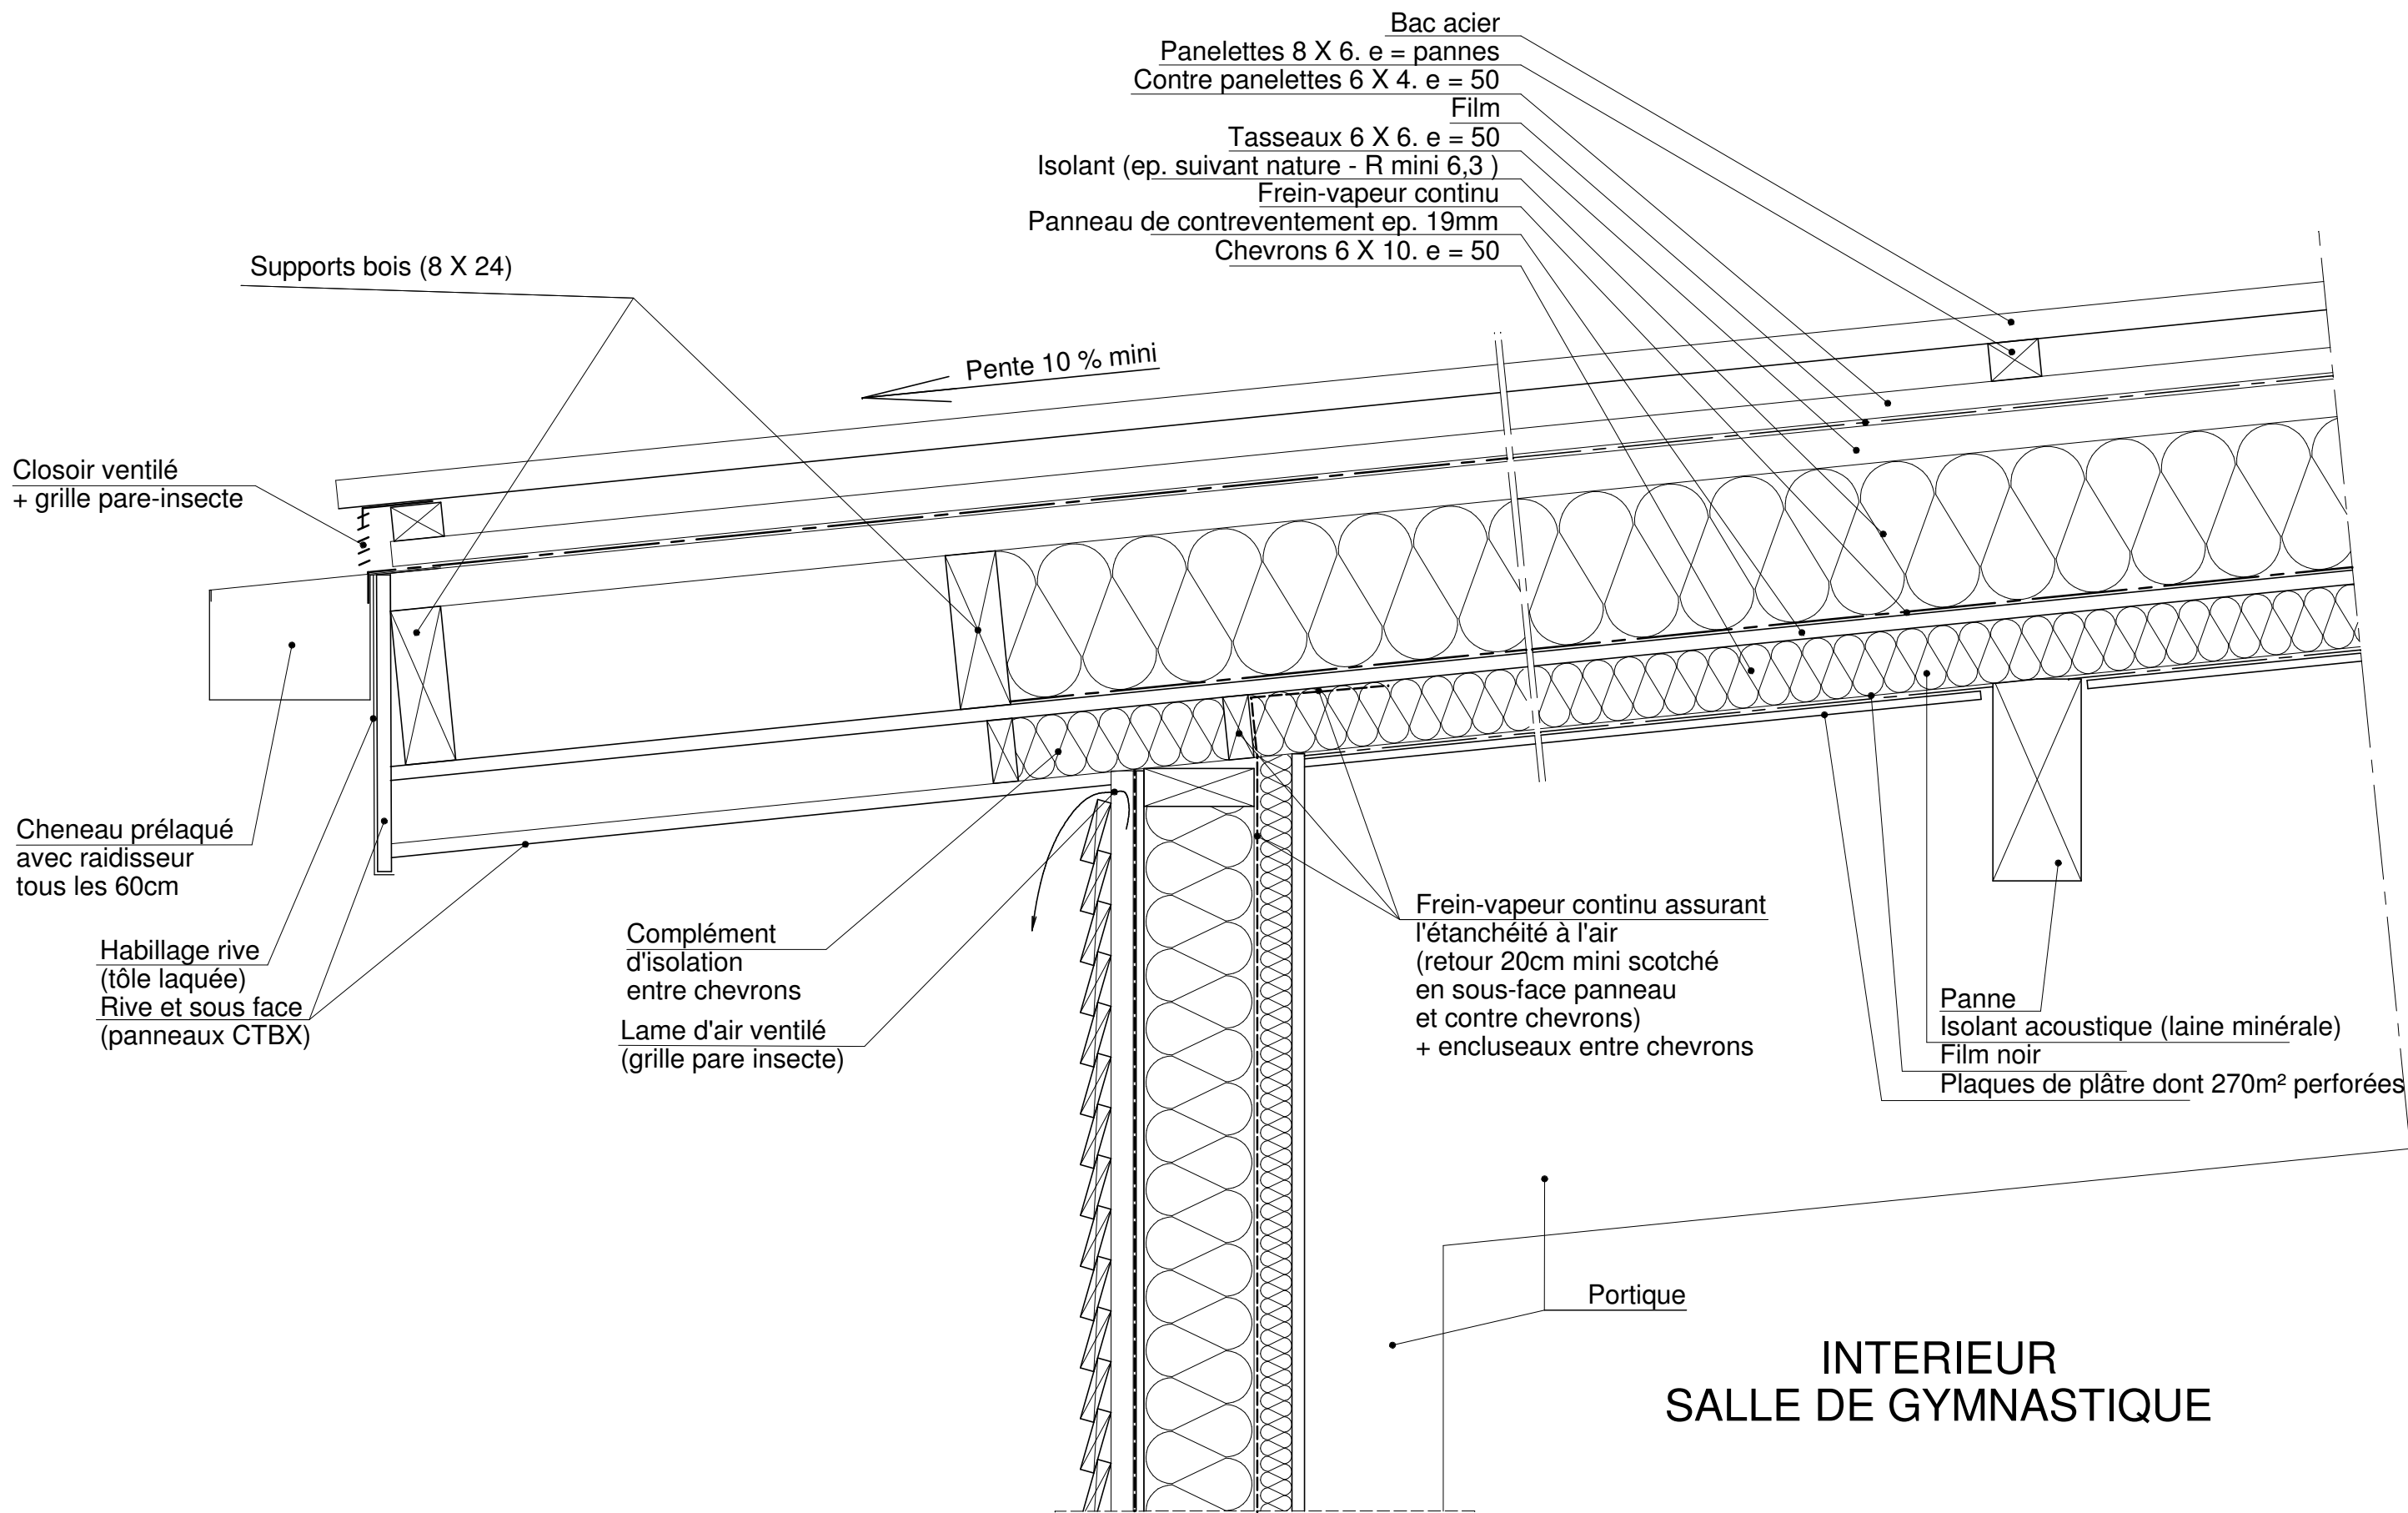 Bac acier
Panelettes 8 X 6. e = pannes
Contre panelettes 6 X 4. e = 50
Film
Tasseaux 6 X 6. e = 50
Isolant (ep. suivant nature - R mini 6,3 )
Frein-vapeur continu
Panneau de contreventement ep. 19mm
Chevrons 6 X 10. e = 50
Supports bois (8 X 24)
Pente 10 % mini
Closoir ventilé
+ grille pare-insecte
Cheneau prélaqué
avec raidisseur
tous les 60cm
Habillage rive
(tôle laquée)
Rive et sous face
(panneaux CTBX)
Complément
d'isolation
entre chevrons
Lame d'air ventilé
(grille pare insecte)
Frein-vapeur continu assurant
l'étanchéité à l'air
(retour 20cm mini scotché
en sous-face panneau
et contre chevrons)
+ encluseaux entre chevrons
Panne
Isolant acoustique (laine minérale)
Film noir
Plaques de plâtre dont 270m² perforées
Portique
INTERIEUR
SALLE DE GYMNASTIQUE